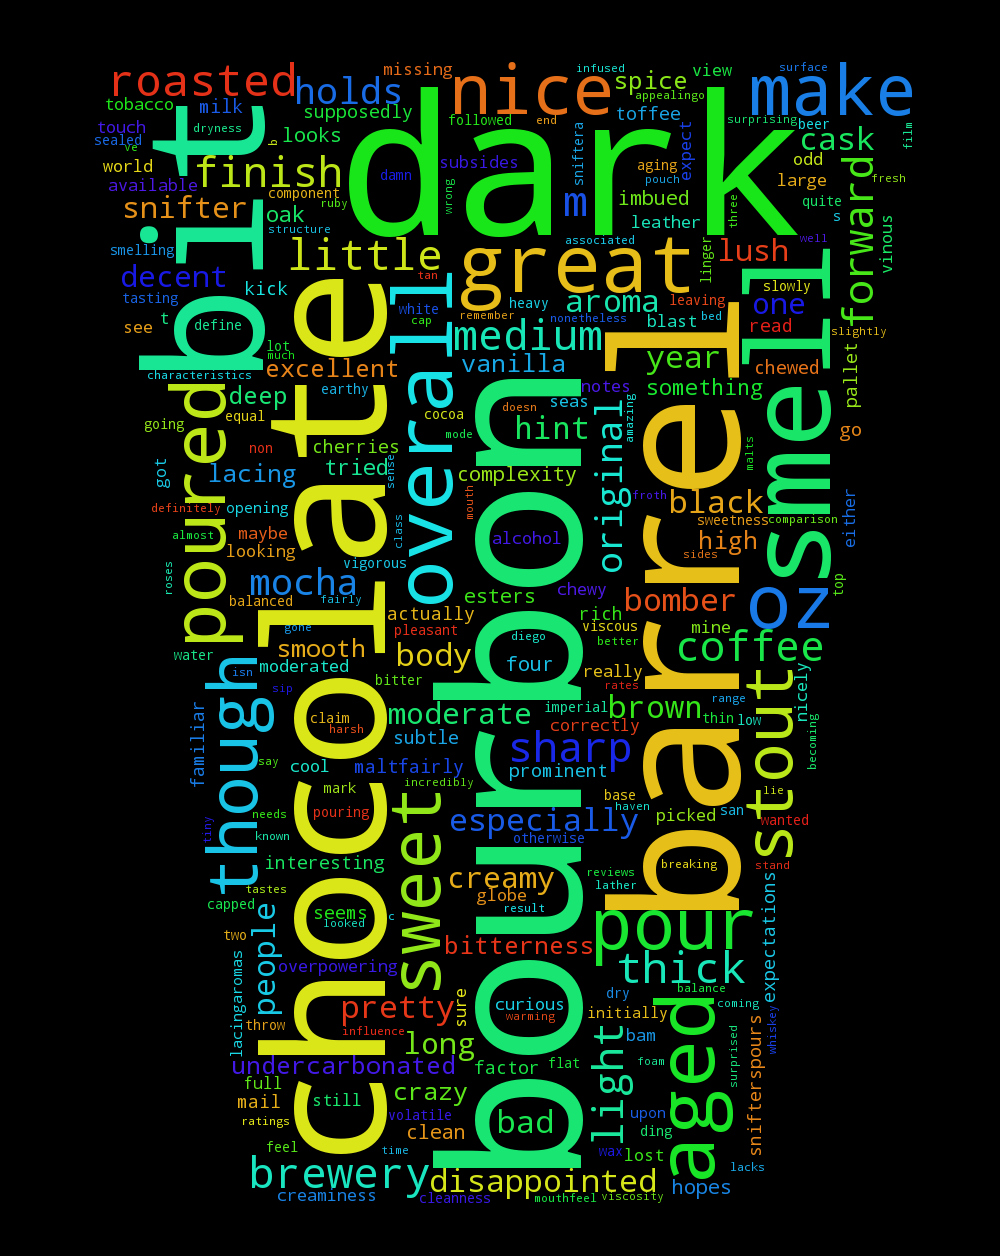 roasted
holds
missing
nice
infused
spice
view
surface
make
tobacco
milk
supposedly
appealingo
toffee
surprising
beer
touch
dryness
looks
followed
end
sniftera
expect
cask
film
sealed
ve
b
bit
dark
subsides
damn
wrong
aging
pouch
odd
world
finish
available
component
m
imbued
three
large
fresh
snifter
oak
ruby
leather
quite
s
structure
little
associated
great
linger
lush
well
forward
vinous
smelling
decent
kick
tan
slowly
tasting
t
white
cap
heavy
aroma
leaving
one
see
define
remember
nonetheless
blast
bed
read
slightly
lot
much
medium
year
smell
characteristics
excellent
vanilla
chewed
pallet
deep
earthy
notes
seas
something
equal
cocoa
doesn
amazing
going
poured
overall
hint
original
go
non
cherries
mode
malts
got
lacing
tried
sense
complexity
barrel
definitely
opening
mouth
froth
black
either
almost
maybe
class
alcohol
sweetness
comparison
looking
vigorous
high
sides
roses
mocha
chewy
top
balanced
fairly
esters
bomber
oz
gone
actually
rich
water
smooth
pleasant
diego
viscous
better
mine
coffee
isn
moderated
body
four
really
nicely
though
sip
bitter
rates
range
chocolate
bourbon
claim
harsh
moderate
imperial
brown
thin
low
stout
familiar
subtle
sharp
correctly
becoming
say
cool
maltfairly
prominent
mark
incredibly
base
haven
san
lie
tiny
needs
pouring
sweet
especially
picked
wanted
known
otherwise
interesting
reviews
breaking
stand
tastes
creamy
lather
capped
seems
c
globe
looked
result
pour
expectations
two
people
bitterness
lacingaromas
overpowering
thick
throw
pretty
sure
curious
dry
balance
influence
warming
initially
coming
long
light
bam
aged
whiskey
undercarbonated
factor
flat
foam
surprised
snifterspours
full
crazy
mail
still
ratings
volatile
bad
upon
clean
ding
feel
time
wax
lost
lacks
brewery
disappointed
hopes
creaminess
cleanness
mouthfeel
viscosity